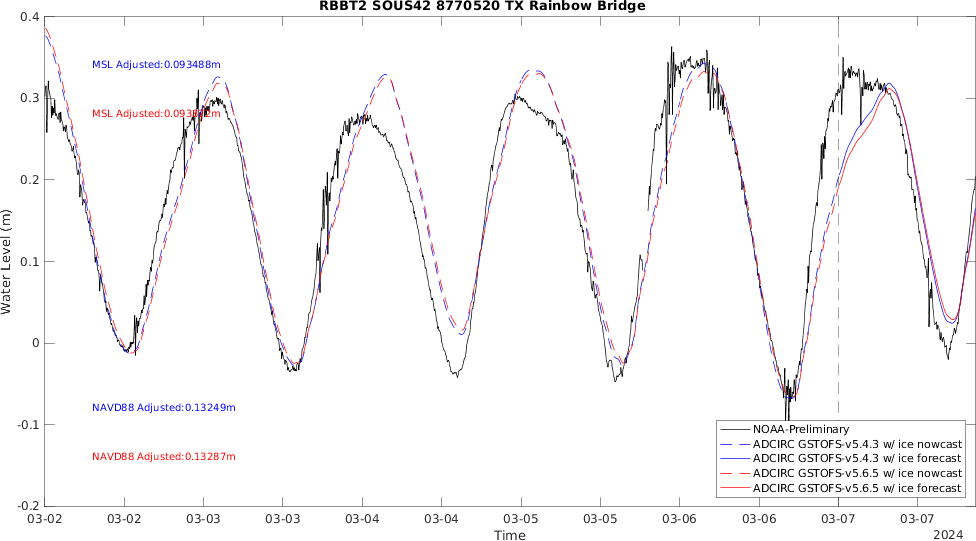 RBBT2 SOUS42 8770520 TX Rainbow Bridge
0.4
0.3
0.2
0.1
0
-0.1
-0.2
Water Level (m)
MSL Adjusted:0.093488m
MSL Adjusted:
NAVD88 Adjusted:0.13249m
NAVD88 Adjusted:0.13287m
NOAA-Preliminary
ADCIRC GSTOFS-v5.4.3 w/ ice nowcast
ADCIRC GSTOFS-v5.4.3 w/ ice forecast
ADCIRC GSTOFS-v5.6.5 w/ ice nowcast
ADCIRC GSTOFS-v5.6.5 w/ ice forecast
03-02 03-02 03-03 03-03 03-04 03-04 03-05 03-05 03-06 03-06 03-07 03-07
Time
2024